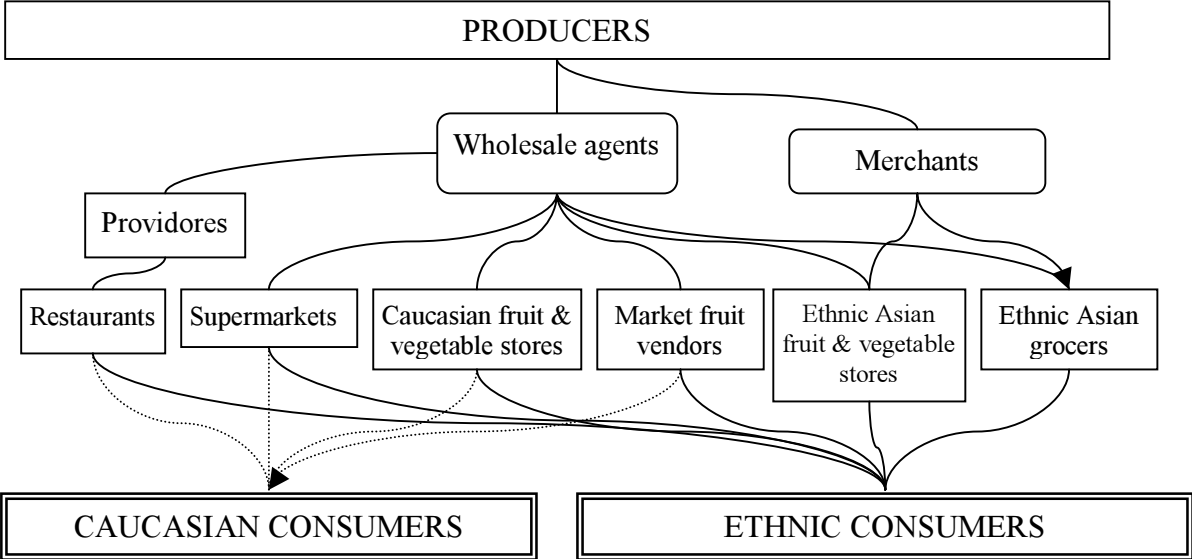 PRODUCERS
Wholesale agents
Merchants
Providores
Restaurants
Supermarkets
Caucasian fruit &
vegetable stores
Market fruit
vendors
Ethnic Asian
fruit & vegetable
stores
Ethnic Asian
grocers
CAUCASIAN CONSUMERS
ETHNIC CONSUMERS